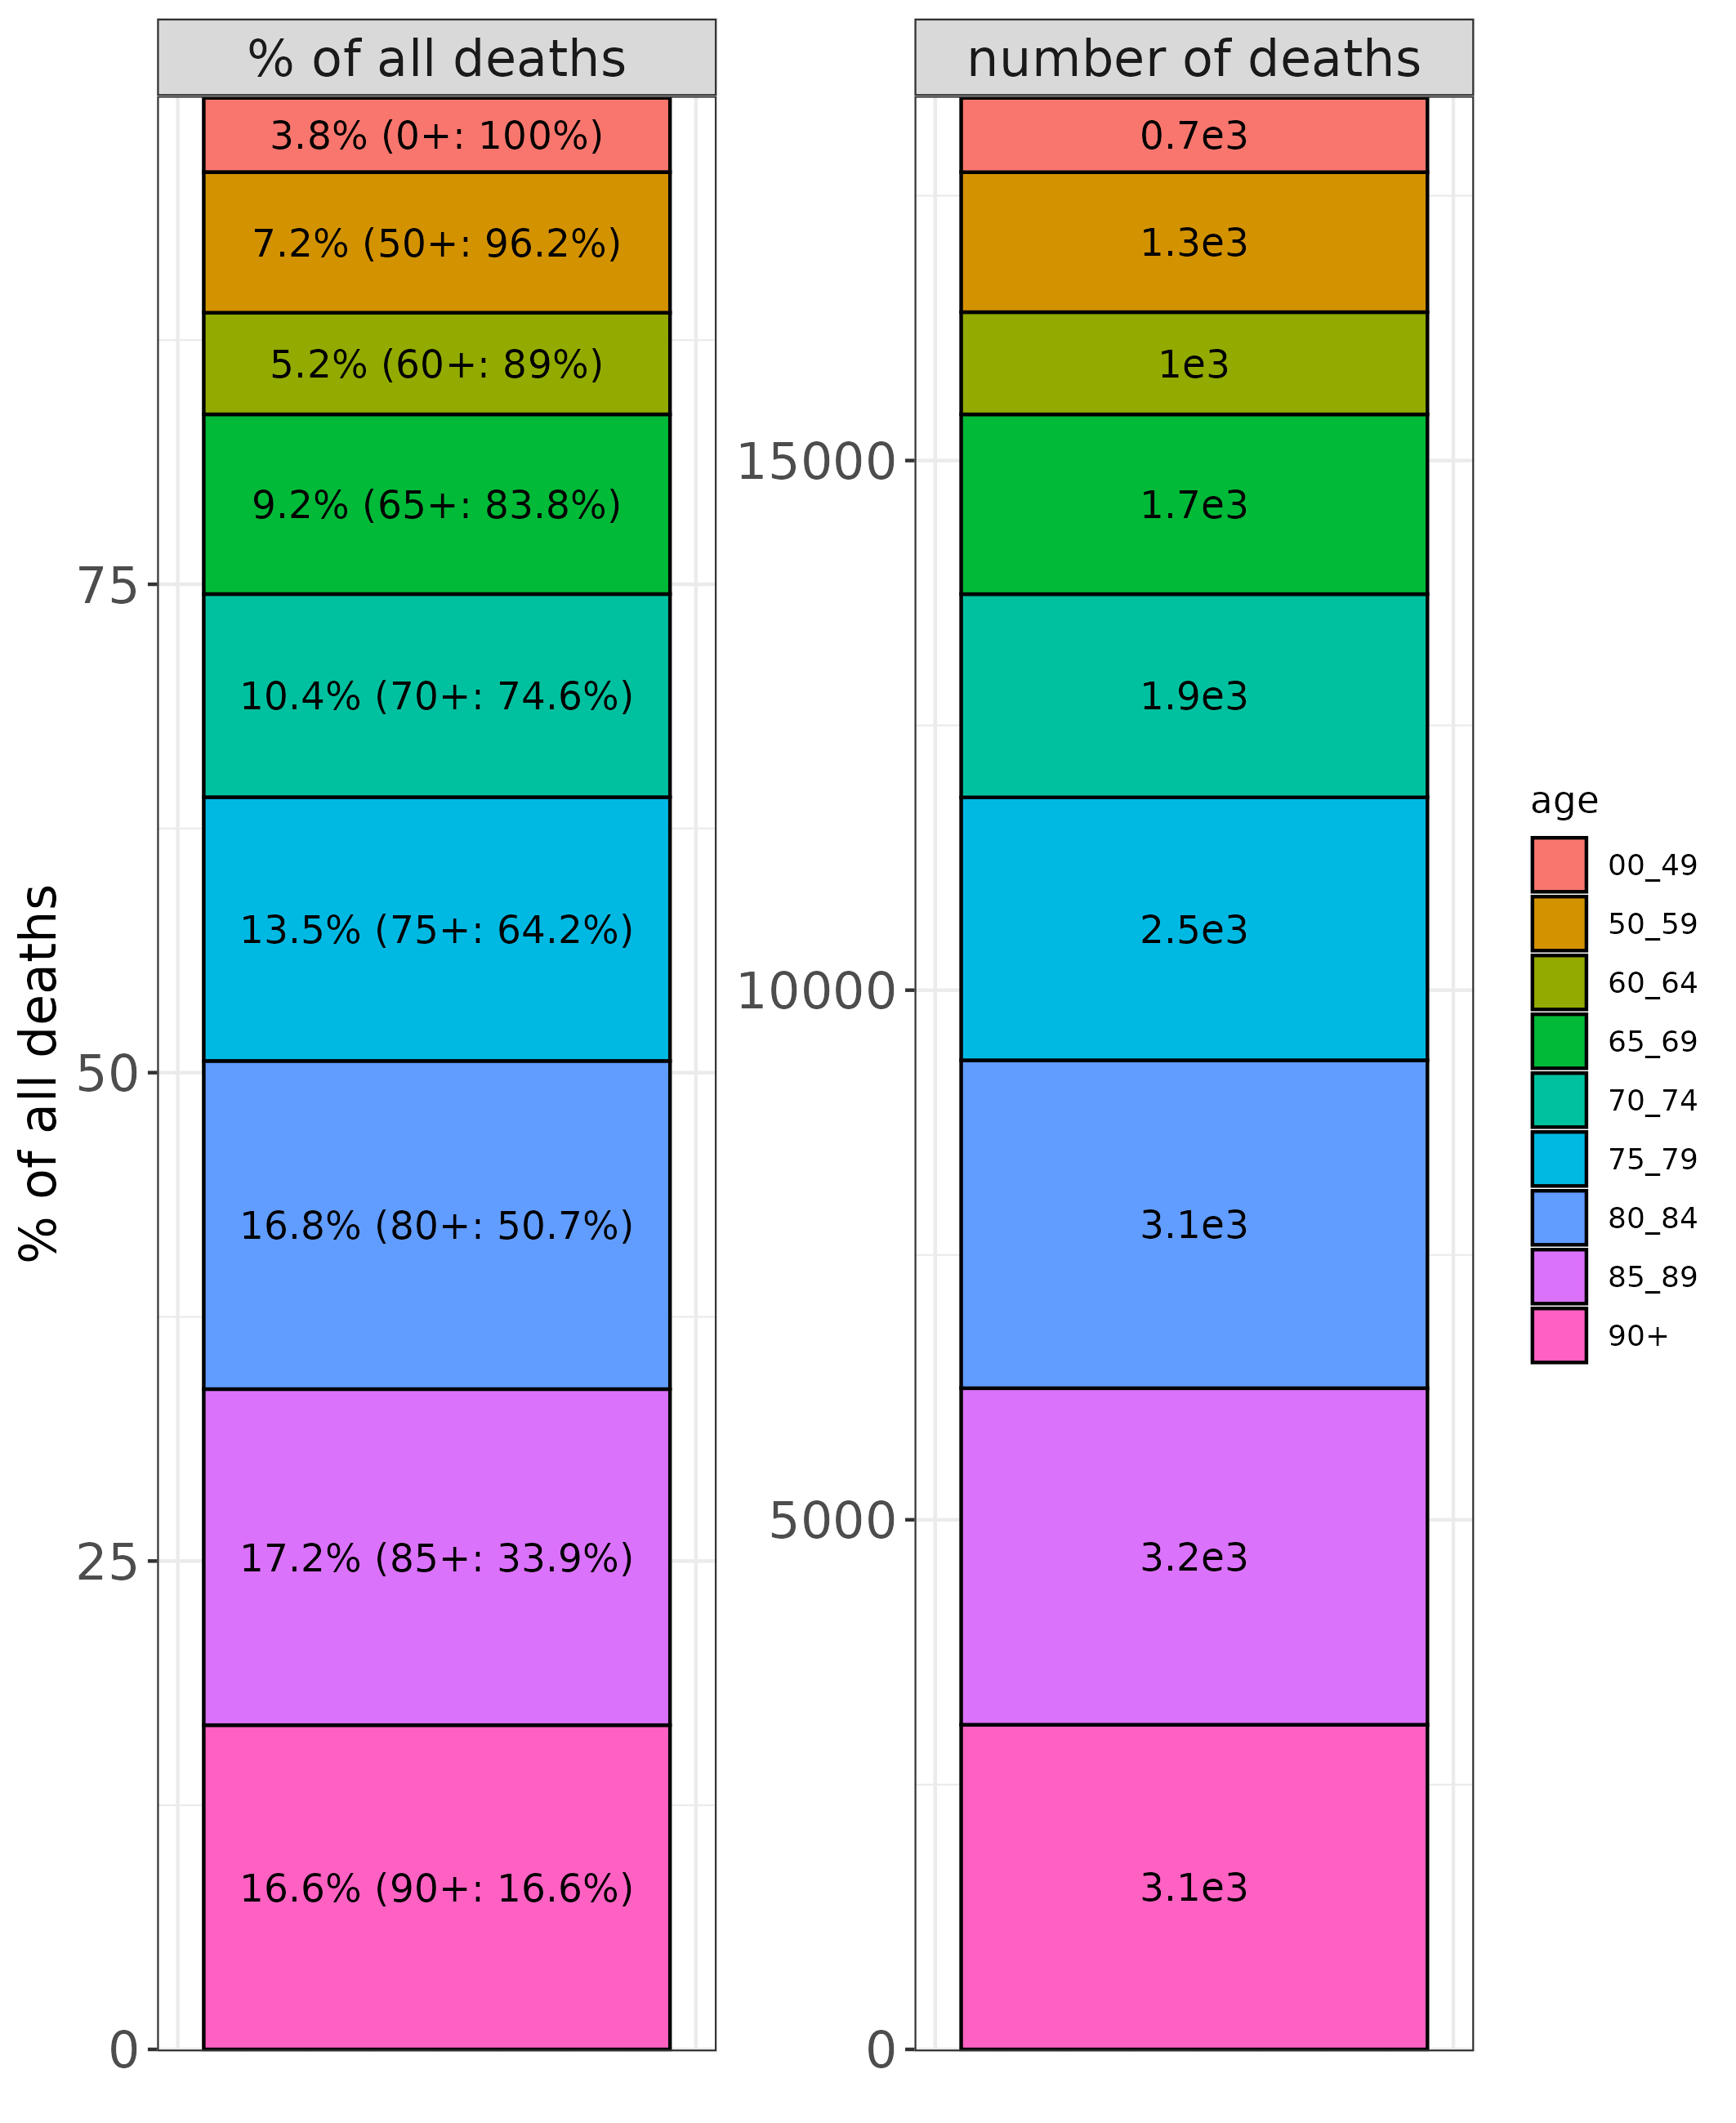 % of all deaths
number of deaths
% of all deaths
75
50
25
0
3.8% (0+: 100%)
7.2% (50+: 96.2%)
5.2% (60+: 89%)
9.2% (65+: 83.8%)
10.4% (70+: 74.6%)
13.5% (75+: 64.2%)
16.8% (80+: 50.7%)
17.2% (85+: 33.9%)
16.6% (90+: 16.6%)
15000
10000
5000
0
0.7e3
1.3e3
1e3
1.7e3
1.9e3
2.5e3
3.1e3
3.2e3
3.1e3
age
00_49
50_59
60_64
65_69
70_74
75_79
80_84
85_89
90+